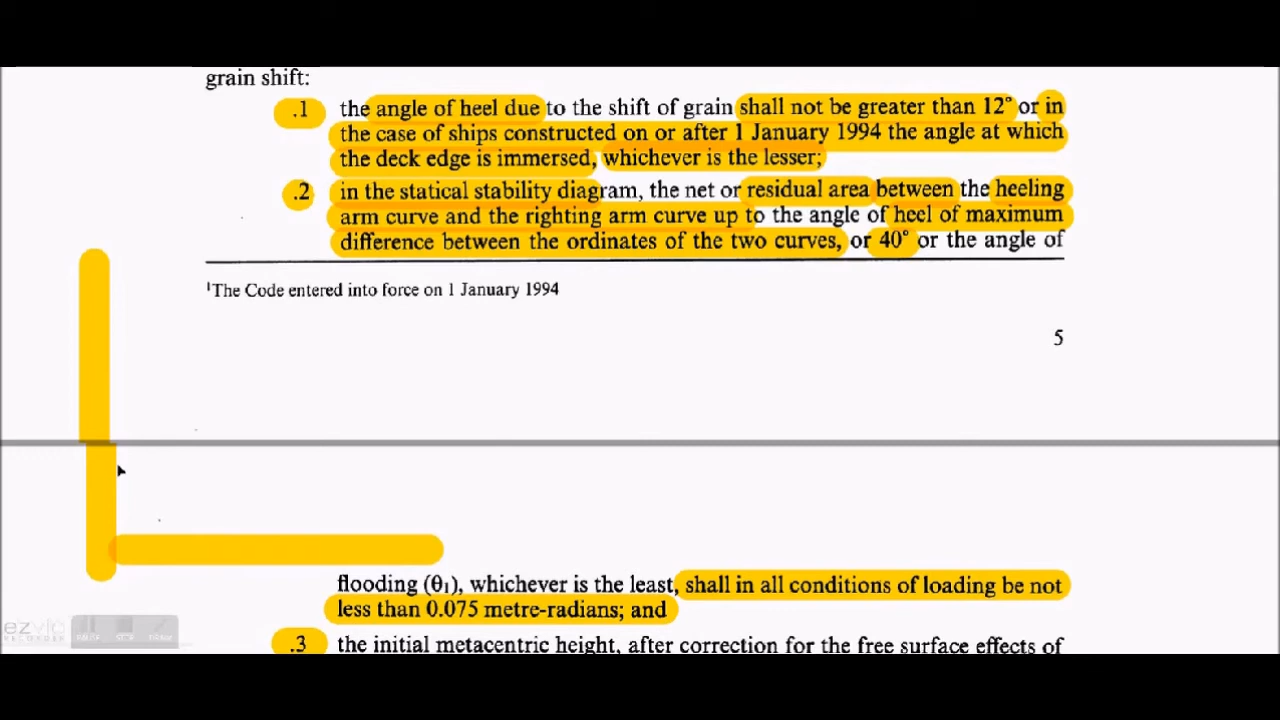 grain shift:
.1 the angle of heel due to the shift of grain shall not be greater than 12° or in
the case of ships constructed on or after 1 January 1994 the angle at which
the deck edge is immersed, whichever is the lesser;
.2 in the statical stability diagram, the net or residual area between the heeling
arm curve and the righting arm curve up to the angle of heel of maximum
difference between the ordinates of the two curves, or 40° or the angle of
¹The Code entered into force on 1 January 1994
5
flooding (θ₁), whichever is the least, shall in all conditions of loading be not
less than 0.075 metre-radians; and
.3 the initial metacentric height, after correction for the free surface effects of
PAUSE STOP DRAW
RECORDER